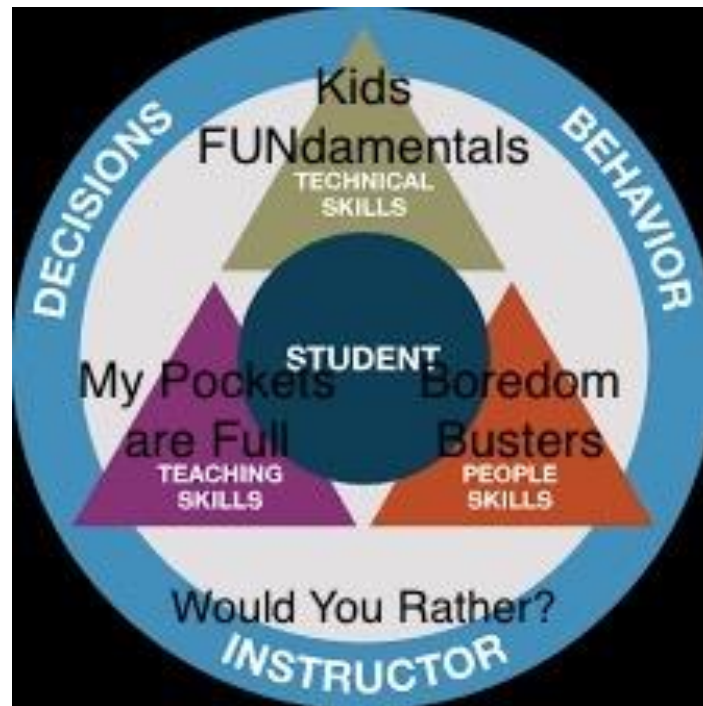 Kids
FUNdamentals
TECHNICAL
SKILLS
DECISIONS
BEHAVIOR
STUDENT
My Pockets
are Full
TEACHING
SKILLS
Boredom
Busters
PEOPLE
SKILLS
Would You Rather?
INSTRUCTOR